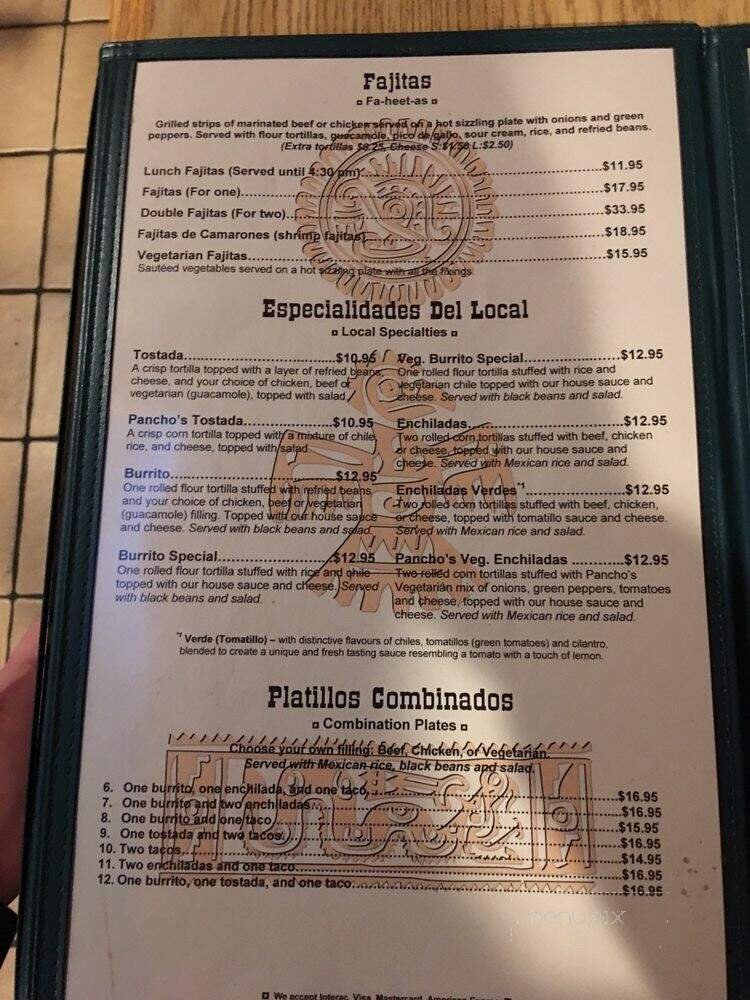 Fajitas
¤ Fa-heet-as ¤
Grilled strips of marinated beef or chicken served on a hot sizzling plate with onions and green
peppers. Served with flour tortillas, guacamole, pico de gallo, sour cream, rice, and refried beans.
(Extra tortillas $0.25, Cheese S:$1.50 L:$2.50)
Lunch Fajitas (Served until 4:30 pm)...$11.95
Fajitas (For one)...$17.95
Double Fajitas (For two)...$33.95
Fajitas de Camarones (shrimp fajitas)...$18.95
Vegetarian Fajitas...$15.95
Sautéed vegetables served on a hot sizzling plate with all the fixings.
Especialidades Del Local
¤ Local Specialties ¤
Tostada...$10.95
A crisp tortilla topped with a layer of refried beans,
cheese, and your choice of chicken, beef or
vegetarian (guacamole), topped with salad.
Pancho's Tostada...$10.95
A crisp corn tortilla topped with a mixture of chile,
rice, and cheese, topped with salad.
Burrito...$12.95
One rolled flour tortilla stuffed with refried beans
and your choice of chicken, beef or vegetarian
(guacamole) filling. Topped with our house sauce
and cheese. Served with black beans and salad.
Burrito Special...$12.95
One rolled flour tortilla stuffed with rice and chile
topped with our house sauce and cheese. Served
with black beans and salad.
Veg. Burrito Special...$12.95
One rolled flour tortilla stuffed with rice and
vegetarian chile topped with our house sauce and
cheese. Served with black beans and salad.
Enchiladas...$12.95
Two rolled corn tortillas stuffed with beef, chicken
or cheese, topped with our house sauce and
cheese. Served with Mexican rice and salad.
Enchiladas Verdes*¹...$12.95
Two rolled corn tortillas stuffed with beef, chicken,
or cheese, topped with tomatillo sauce and cheese.
Served with Mexican rice and salad.
Pancho's Veg. Enchiladas...$12.95
Two rolled corn tortillas stuffed with Pancho's
Vegetarian mix of onions, green peppers, tomatoes
and cheese, topped with our house sauce and
cheese. Served with Mexican rice and salad.
*¹ Verde (Tomatillo) – with distinctive flavours of chiles, tomatillos (green tomatoes) and cilantro,
blended to create a unique and fresh tasting sauce resembling a tomato with a touch of lemon.
Platillos Combinados
¤ Combination Plates ¤
Choose your own filling: Beef, Chicken, or Vegetarian.
Served with Mexican rice, black beans and salad.
6. One burrito, one enchilada, and one taco...$16.95
7. One burrito and two enchiladas...$16.95
8. One burrito and one taco...$15.95
9. One tostada and two tacos...$16.95
10. Two tacos...$14.95
11. Two enchiladas and one taco...$16.95
12. One burrito, one tostada, and one taco...$16.95
¤ We accept Interac, Visa, Mastercard, American Express ¤